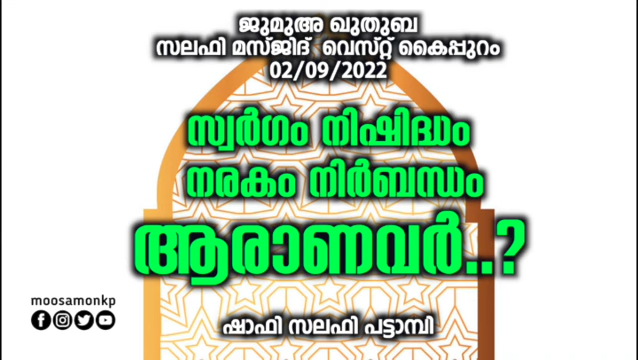 ജുമുഅ ഖുതുബ
സലഫി മസ്ജിദ് വെസ്റ്റ് കൈപ്പുറം
02/09/2022
സ്വർഗം നിഷിദ്ധം
നരകം നിർബന്ധം
ആരാണവർ..?
moosamonkp
ഷാഫി സലഫി പട്ടാമ്പി